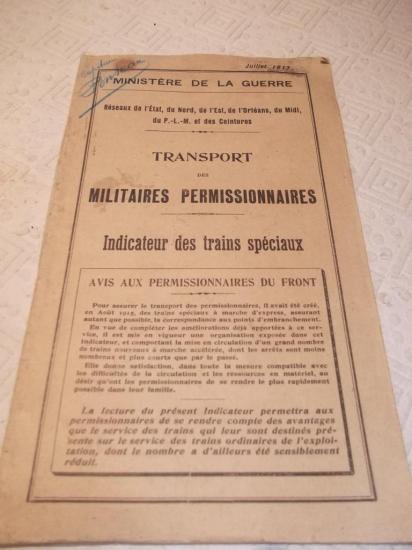 Juillet 1917
MINISTÈRE DE LA GUERRE
Réseaux de l'État, du Nord, de l'Est, de l'Orléans, du Midi,
du P.-L.-M. et des Ceintures
TRANSPORT
DES
MILITAIRES PERMISSIONNAIRES
Indicateur des trains spéciaux
AVIS AUX PERMISSIONNAIRES DU FRONT
Pour assurer le transport des permissionnaires, il avait été créé,
en Août 1915, des trains spéciaux à marche d'express, assurant
autant que possible, la correspondance aux points d'embranchement.
En vue de compléter les améliorations déjà apportées à ce ser-
vice, il est mis en vigueur une organisation exposée dans cet
Indicateur, et comportant la mise en circulation d'un grand nombre
de trains nouveaux à marche accélérée, dont les arrêts sont moins
nombreux et plus courts que par le passé.
Elle donne satisfaction, dans toute la mesure compatible avec
les difficultés de la circulation et les ressources en matériel, au
désir qu'ont les permissionnaires de se rendre le plus rapidement
possible dans leur famille.
La lecture du présent Indicateur permettra aux
permissionnaires de se rendre compte des avantages
que le service des trains qui leur sont destinés pré-
sente sur le service des trains ordinaires de l'exploi-
tation, dont le nombre a d'ailleurs été sensiblement
réduit.